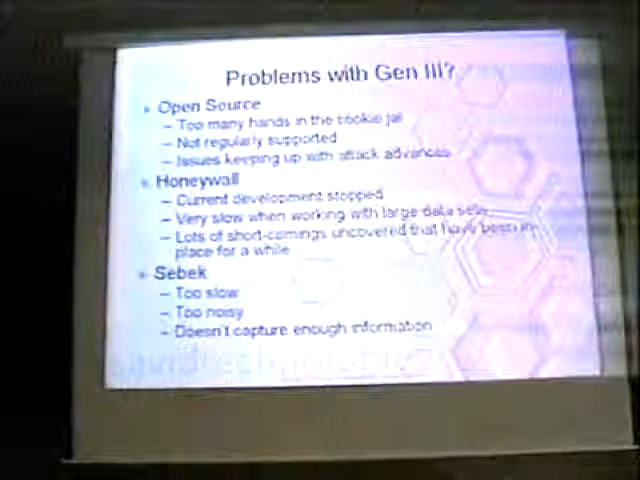 Problems with Gen III?
Open Source
– Too many hands in the cookie jar
– Not regularly supported
– Issues keeping up with attack advances
Honeywall
– Current development stopped
– Very slow when working with large data sets
– Lots of short-comings uncovered that have been in-
place for a while
Sebek
– Too slow
– Too noisy
– Doesn't capture enough information